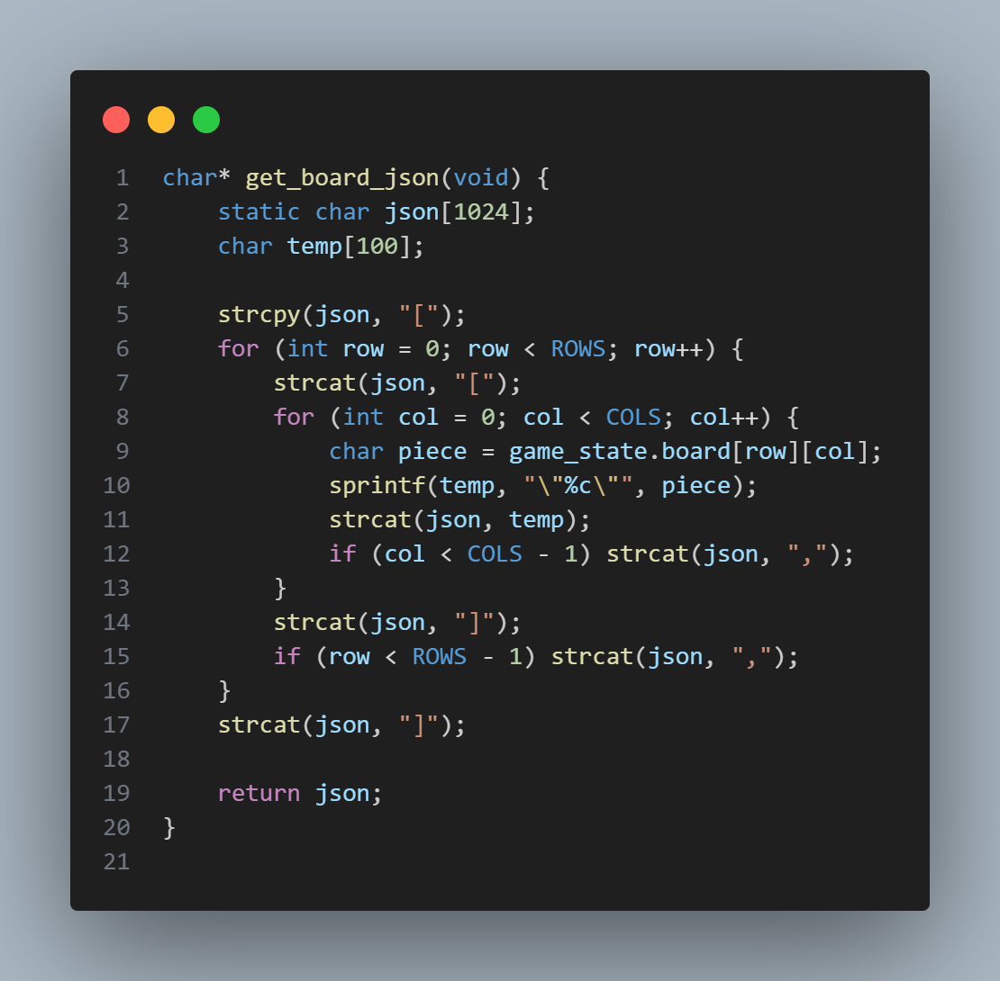 1 char* get_board_json(void) {
2     static char json[1024];
3     char temp[100];
4
5     strcpy(json, "[");
6     for (int row = 0; row < ROWS; row++) {
7         strcat(json, "[");
8         for (int col = 0; col < COLS; col++) {
9             char piece = game_state.board[row][col];
10             sprintf(temp, "\"%c\"", piece);
11             strcat(json, temp);
12             if (col < COLS - 1) strcat(json, ",");
13         }
14         strcat(json, "]");
15         if (row < ROWS - 1) strcat(json, ",");
16     }
17     strcat(json, "]");
18
19     return json;
20 }
21